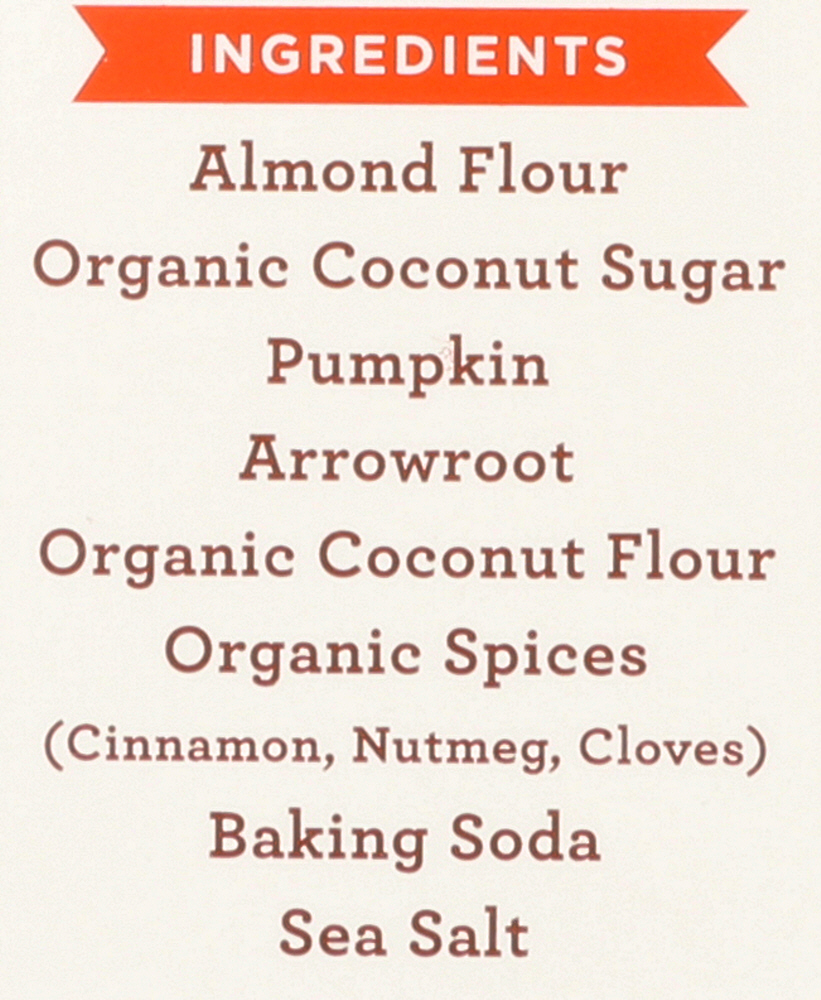 INGREDIENTS
Almond Flour
Organic Coconut Sugar
Pumpkin
Arrowroot
Organic Coconut Flour
Organic Spices
(Cinnamon, Nutmeg, Cloves)
Baking Soda
Sea Salt